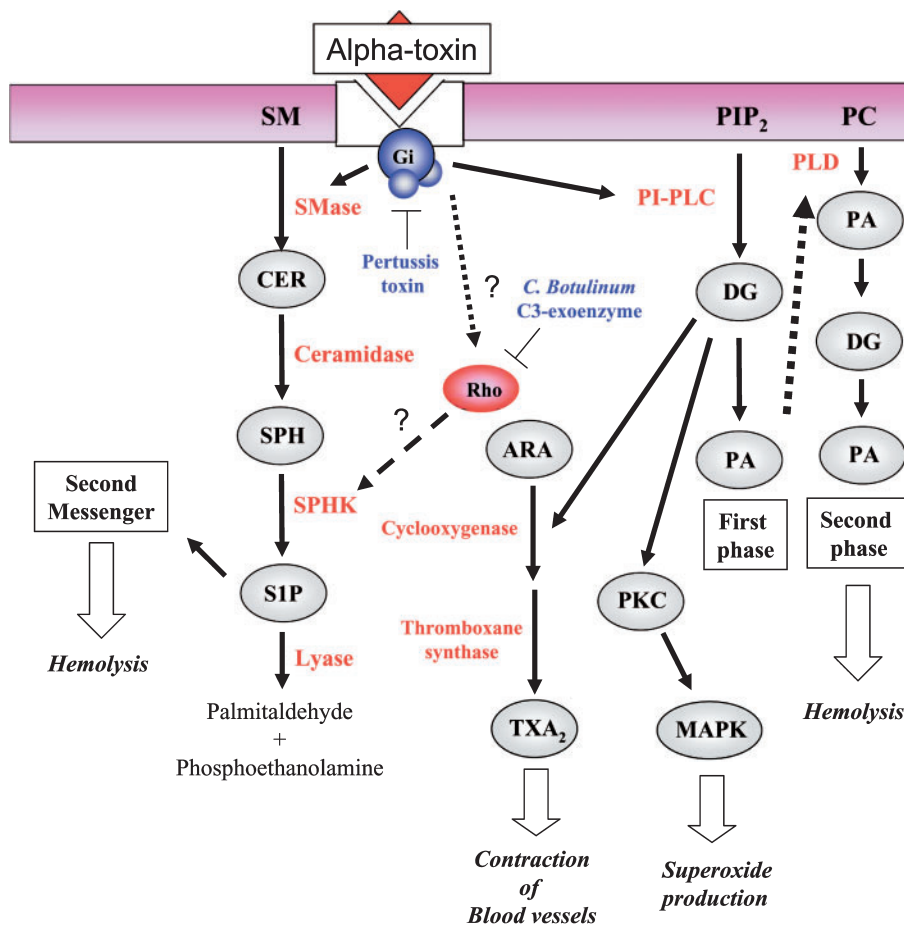 Alpha-toxin
SM
PIP2
PC
Gi
PLD
SMase
PI-PLC
PA
Pertussis
toxin
?
C. Botulinum
C3-exoenzyme
CER
DG
DG
Ceramidase
Rho
?
SPH
ARA
PA
PA
Second
Messenger
SPHK
Cyclooxygenase
First
phase
Second
phase
S1P
PKC
Thromboxane
synthase
Hemolysis
Lyase
Palmitaldehyde
+
Phosphoethanolamine
TXA2
MAPK
Hemolysis
Contraction
of
Blood vessels
Superoxide
production